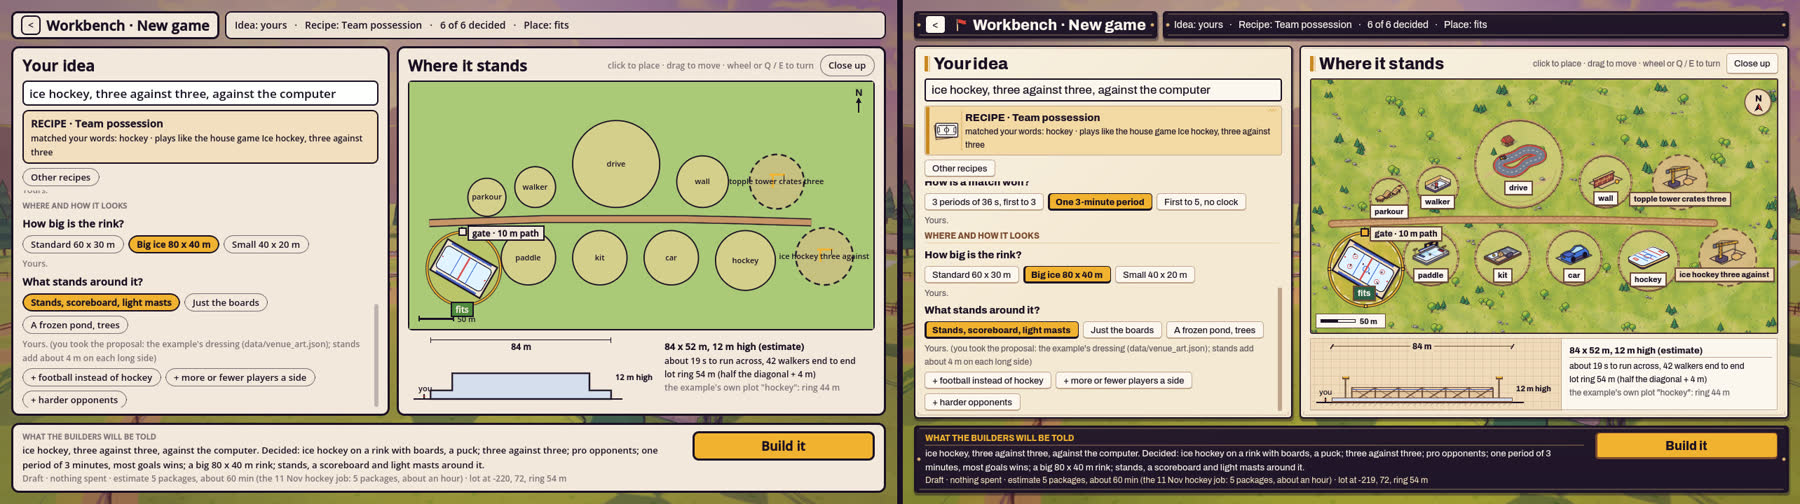 < Workbench · New game
Idea: yours · Recipe: Team possession · 6 of 6 decided · Place: fits
Your idea
ice hockey, three against three, against the computer
RECIPE · Team possession
matched your words: hockey · plays like the house game Ice hockey, three against
three
Other recipes
Yours.
WHERE AND HOW IT LOOKS
How big is the rink?
Standard 60 x 30 m
Big ice 80 x 40 m
Small 40 x 20 m
Yours.
What stands around it?
Stands, scoreboard, light masts
Just the boards
A frozen pond, trees
Yours. (you took the proposal: the example's dressing (data/venue_art.json); stands
add about 4 m on each long side)
+ football instead of hockey
+ more or fewer players a side
+ harder opponents
Where it stands
click to place · drag to move · wheel or Q / E to turn
Close up
N
drive
walker
wall
topple tower crates three
parkour
gate · 10 m path
paddle
kit
car
hockey
ice hockey three against
fits
50 m
84 m
12 m high
you
84 x 52 m, 12 m high (estimate)
about 19 s to run across, 42 walkers end to end
lot ring 54 m (half the diagonal + 4 m)
the example's own plot "hockey": ring 44 m
WHAT THE BUILDERS WILL BE TOLD
ice hockey, three against three, against the computer. Decided: ice hockey on a rink with boards, a puck; three against three; pro opponents; one
period of 3 minutes, most goals wins; a big 80 x 40 m rink; stands, a scoreboard and light masts around it.
Draft · nothing spent · estimate 5 packages, about 60 min (the 11 Nov hockey job: 5 packages, about an hour) · lot at -220, 72, ring 54 m
Build it
< Workbench · New game
Idea: yours · Recipe: Team possession · 6 of 6 decided · Place: fits
Your idea
ice hockey, three against three, against the computer
RECIPE · Team possession
matched your words: hockey · plays like the house game Ice hockey, three against
three
Other recipes
How is a match won?
3 periods of 36 s, first to 3
One 3-minute period
First to 5, no clock
Yours.
WHERE AND HOW IT LOOKS
How big is the rink?
Standard 60 x 30 m
Big ice 80 x 40 m
Small 40 x 20 m
Yours.
What stands around it?
Stands, scoreboard, light masts
Just the boards
A frozen pond, trees
Yours. (you took the proposal: the example's dressing (data/venue_art.json); stands add
about 4 m on each long side)
+ football instead of hockey
+ more or fewer players a side
+ harder opponents
Where it stands
click to place · drag to move · wheel or Q / E to turn
Close up
N
drive
walker
wall
topple tower crates three
parkour
gate · 10 m path
paddle
kit
car
hockey
ice hockey three against
fits
50 m
84 m
12 m high
you
84 x 52 m, 12 m high (estimate)
about 19 s to run across, 42 walkers end to end
lot ring 54 m (half the diagonal + 4 m)
the example's own plot "hockey": ring 44 m
WHAT THE BUILDERS WILL BE TOLD
ice hockey, three against three, against the computer. Decided: ice hockey on a rink with boards, a puck; three against three; pro opponents; one period of 3
minutes, most goals wins; a big 80 x 40 m rink; stands, a scoreboard and light masts around it.
Draft · nothing spent · estimate 5 packages, about 60 min (the 11 Nov hockey job: 5 packages, about an hour) · lot at -219, 72, ring 54 m
Build it